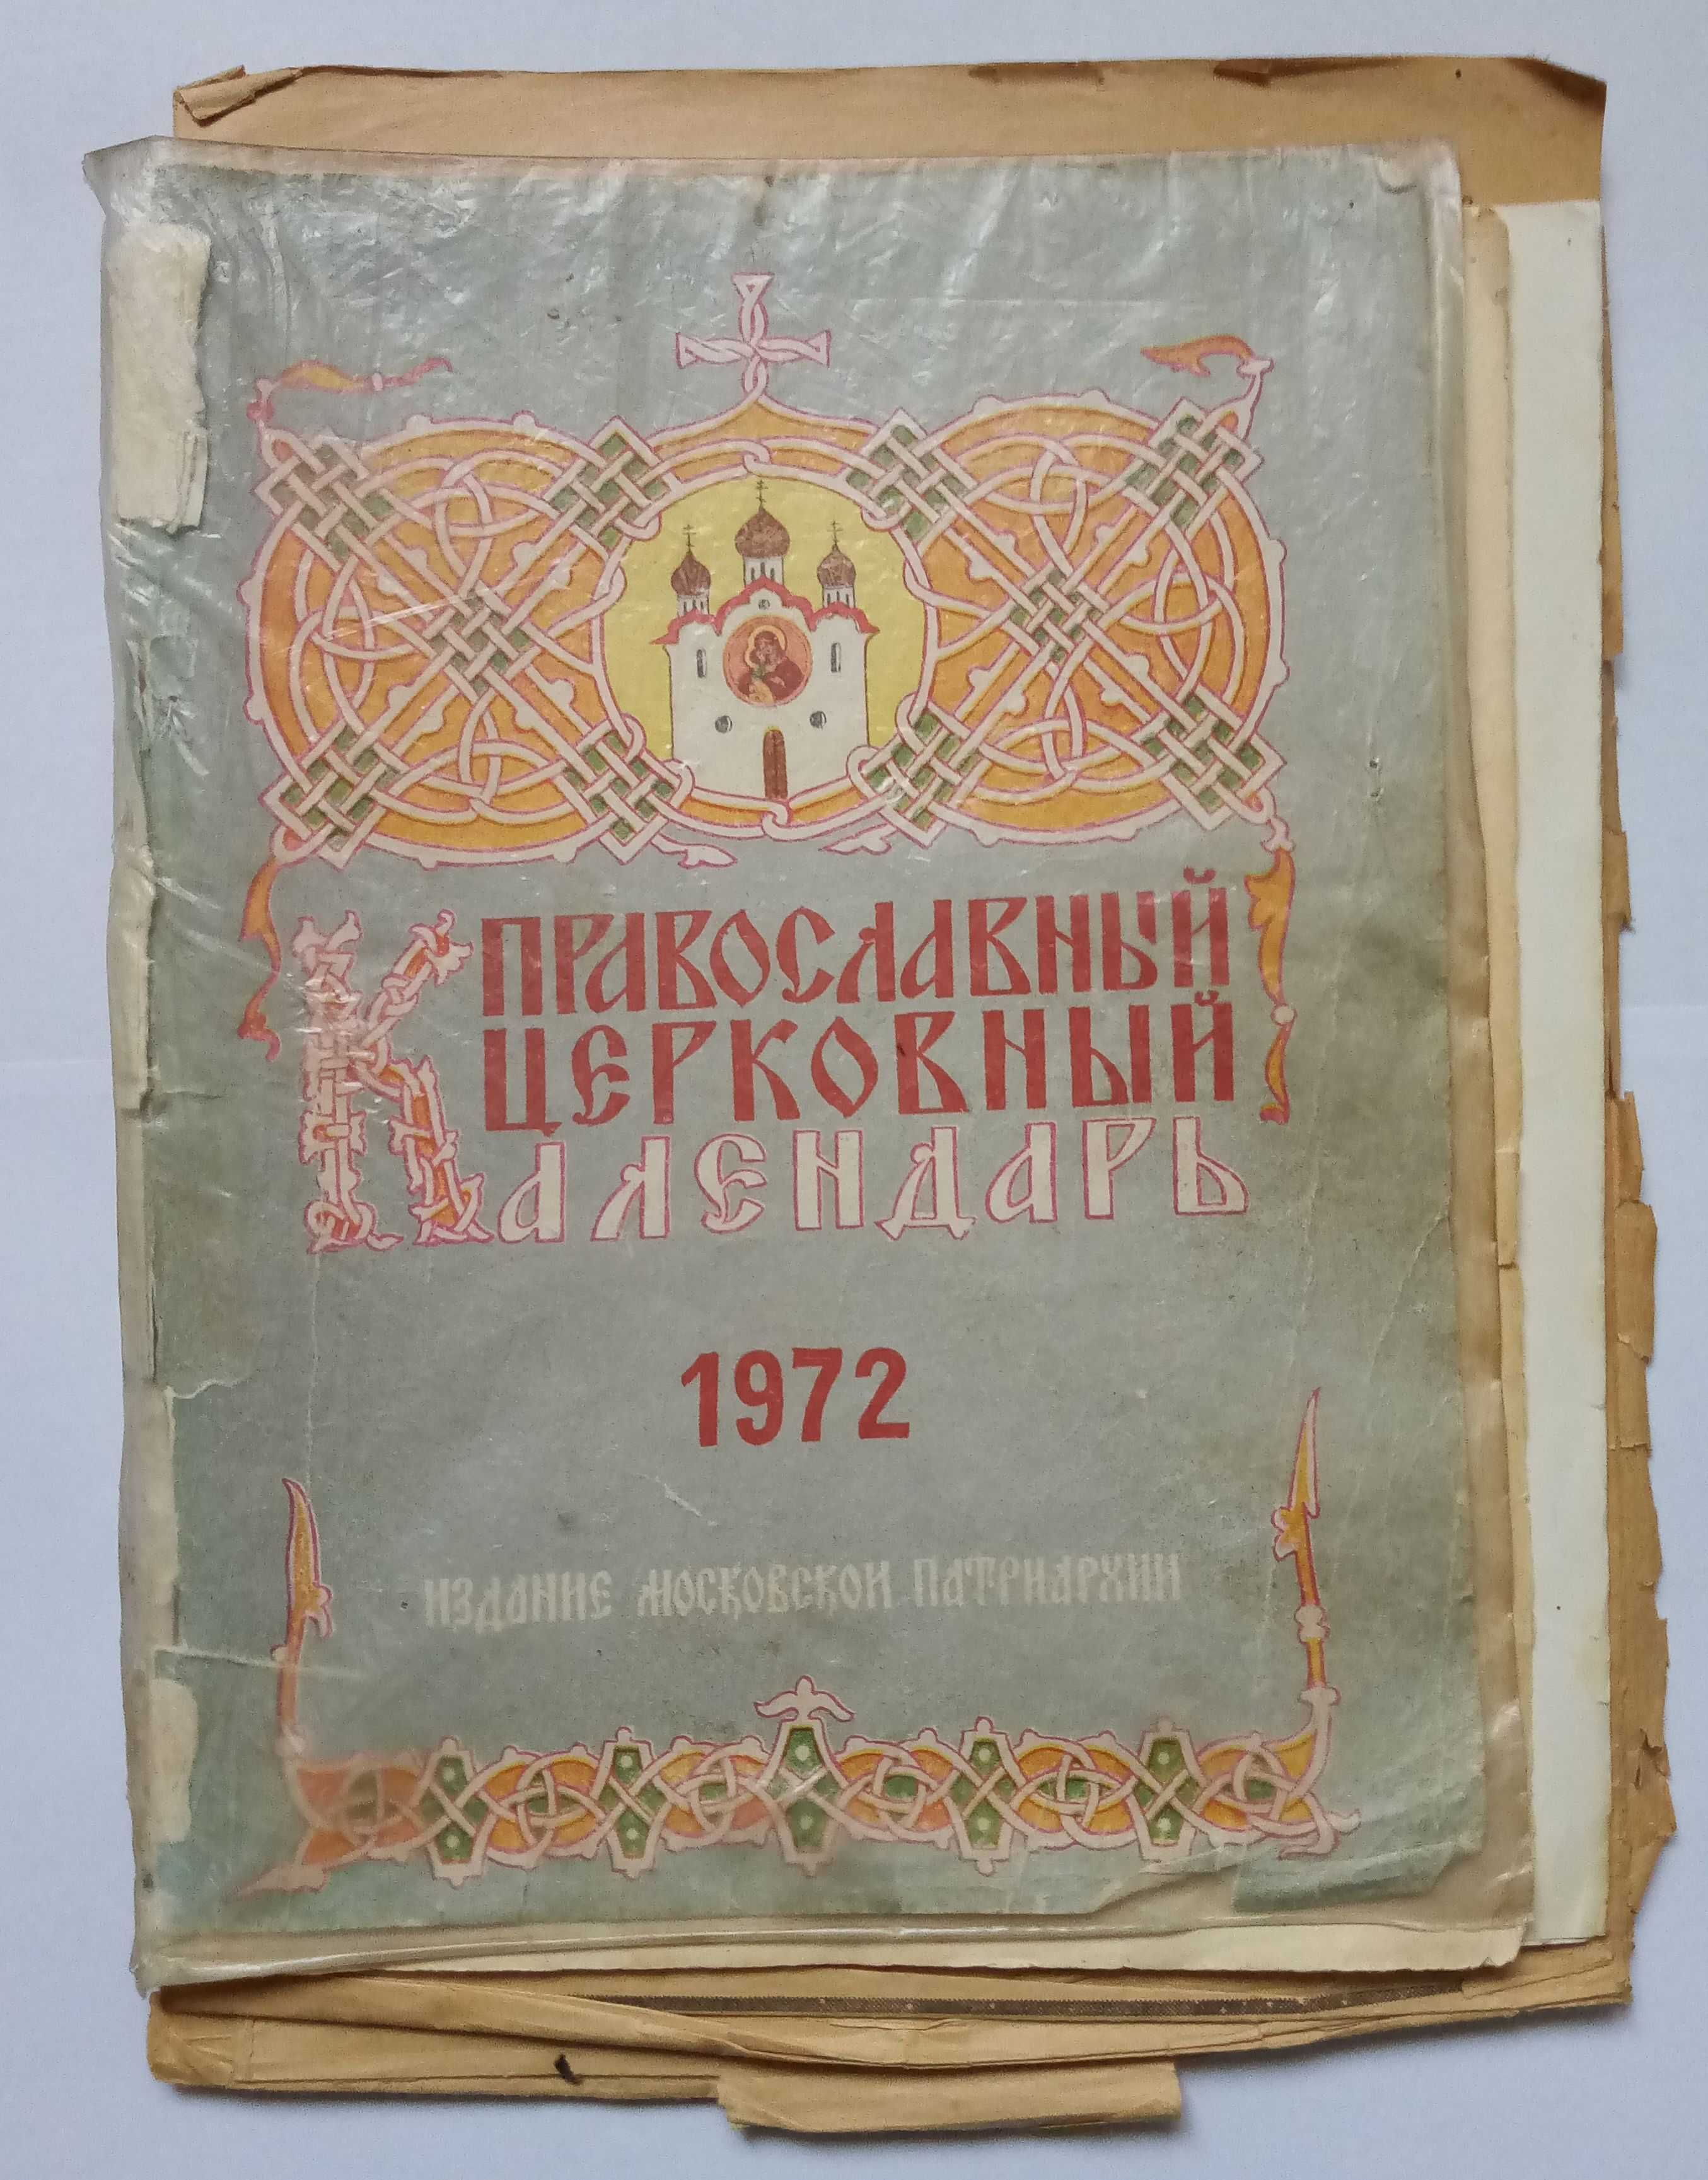 ПРАВОСЛАВНЫЙ
ЦЕРКОВНЫЙ
КАЛЕНДАРЬ
1972
ИЗДАНИЕ МОСКОВСКОЙ ПАТРИАРХИИ